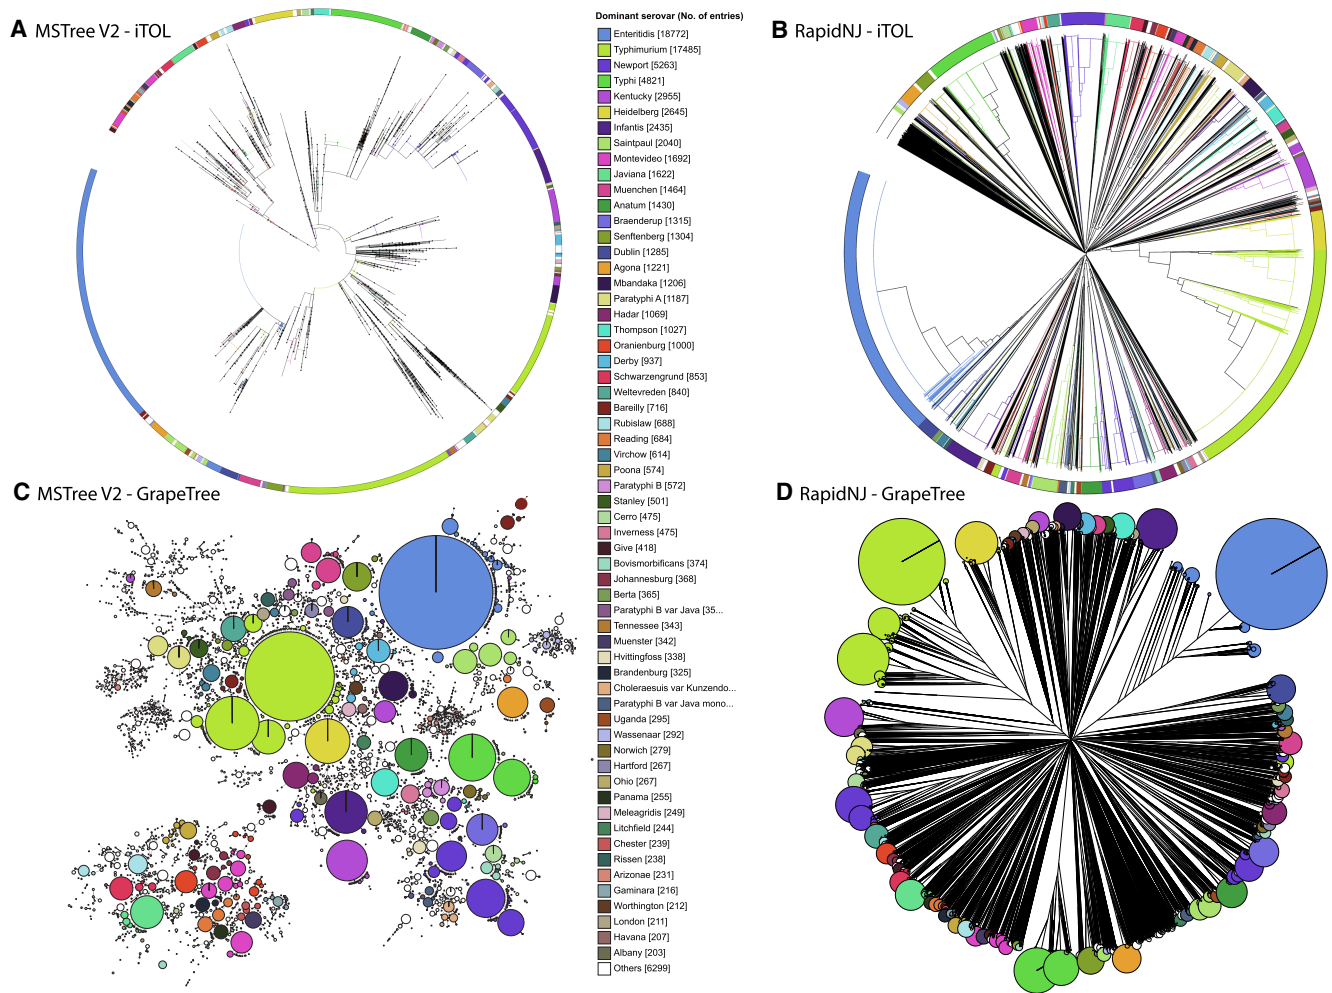 A MSTree V2 - iTOL
Dominant serovar (No. of entries)
Enteritidis [18772]
Typhimurium [17485]
Newport [5263]
Typhi [4821]
Kentucky [2955]
Heidelberg [2645]
Infantis [2435]
Saintpaul [2040]
Montevideo [1692]
Javiana [1622]
Muenchen [1464]
Anatum [1430]
Braenderup [1315]
Senftenberg [1304]
Dublin [1285]
Agona [1221]
Mbandaka [1206]
Paratyphi A [1187]
Hadar [1069]
Thompson [1027]
Oranienburg [1000]
Derby [937]
Schwarzengrund [853]
Weltevreden [840]
Bareilly [716]
Rubislaw [688]
Reading [684]
Virchow [614]
Poona [574]
Paratyphi B [572]
Stanley [501]
Cerro [475]
Inverness [475]
Give [418]
Bovismorbificans [374]
Johannesburg [368]
Berta [365]
Paratyphi B var Java [35...
Tennessee [343]
Muenster [342]
Hvittingfoss [338]
Brandenburg [325]
Choleraesuis var Kunzendo...
Paratyphi B var Java mono...
Uganda [295]
Wassenaar [292]
Norwich [279]
Hartford [267]
Ohio [267]
Panama [255]
Meleagridis [249]
Litchfield [244]
Chester [239]
Rissen [238]
Arizonae [231]
Gaminara [216]
Worthington [212]
London [211]
Havana [207]
Albany [203]
Others [6299]
B RapidNJ - iTOL
C MSTree V2 - GrapeTree
D RapidNJ - GrapeTree